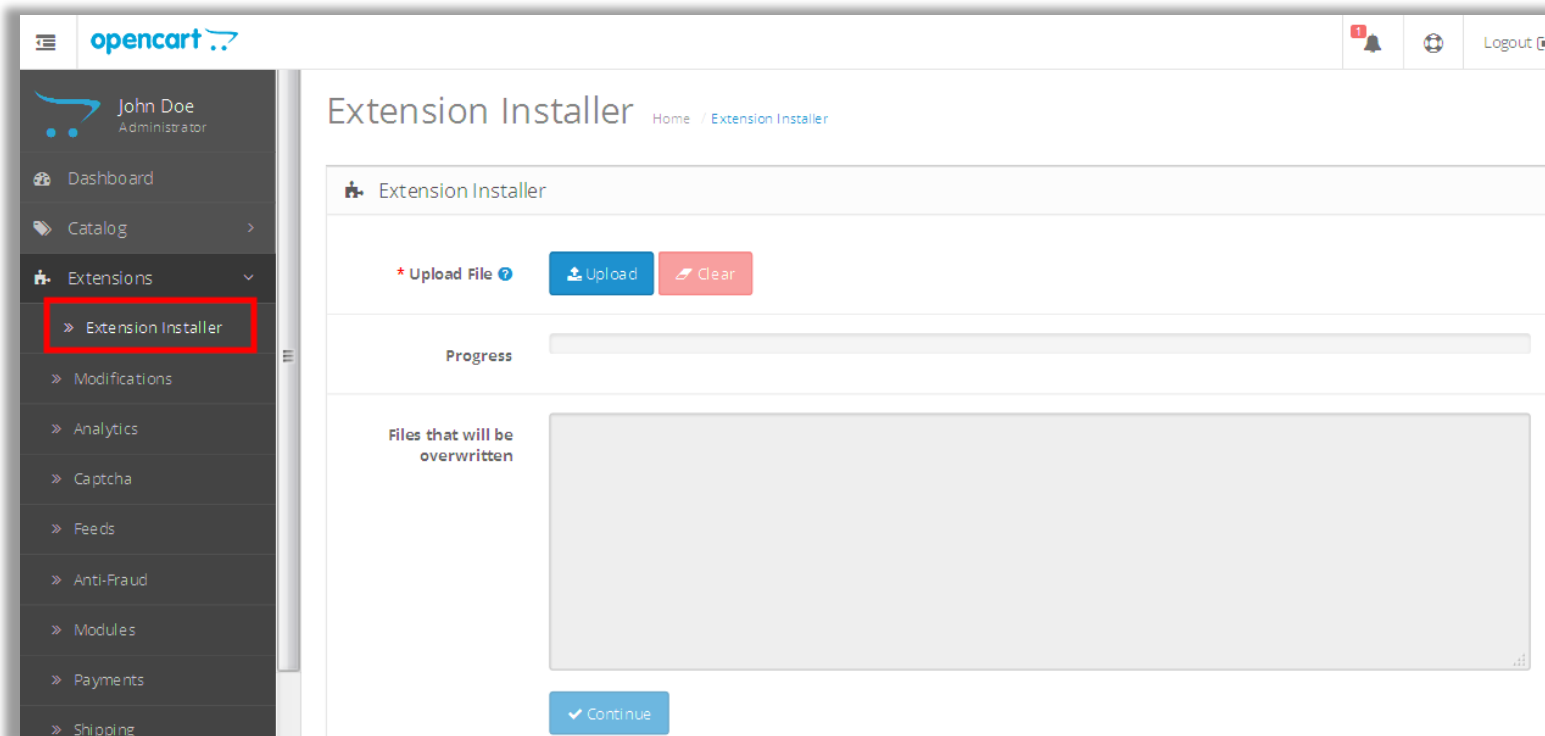 opencart
1
Logout
John Doe
Administrator
Dashboard
Catalog
Extensions
Extension Installer
Modifications
Analytics
Captcha
Feeds
Anti-Fraud
Modules
Payments
Shipping
Extension Installer
Home / Extension Installer
Extension Installer
* Upload File
Upload
Clear
Progress
Files that will be
overwritten
Continue